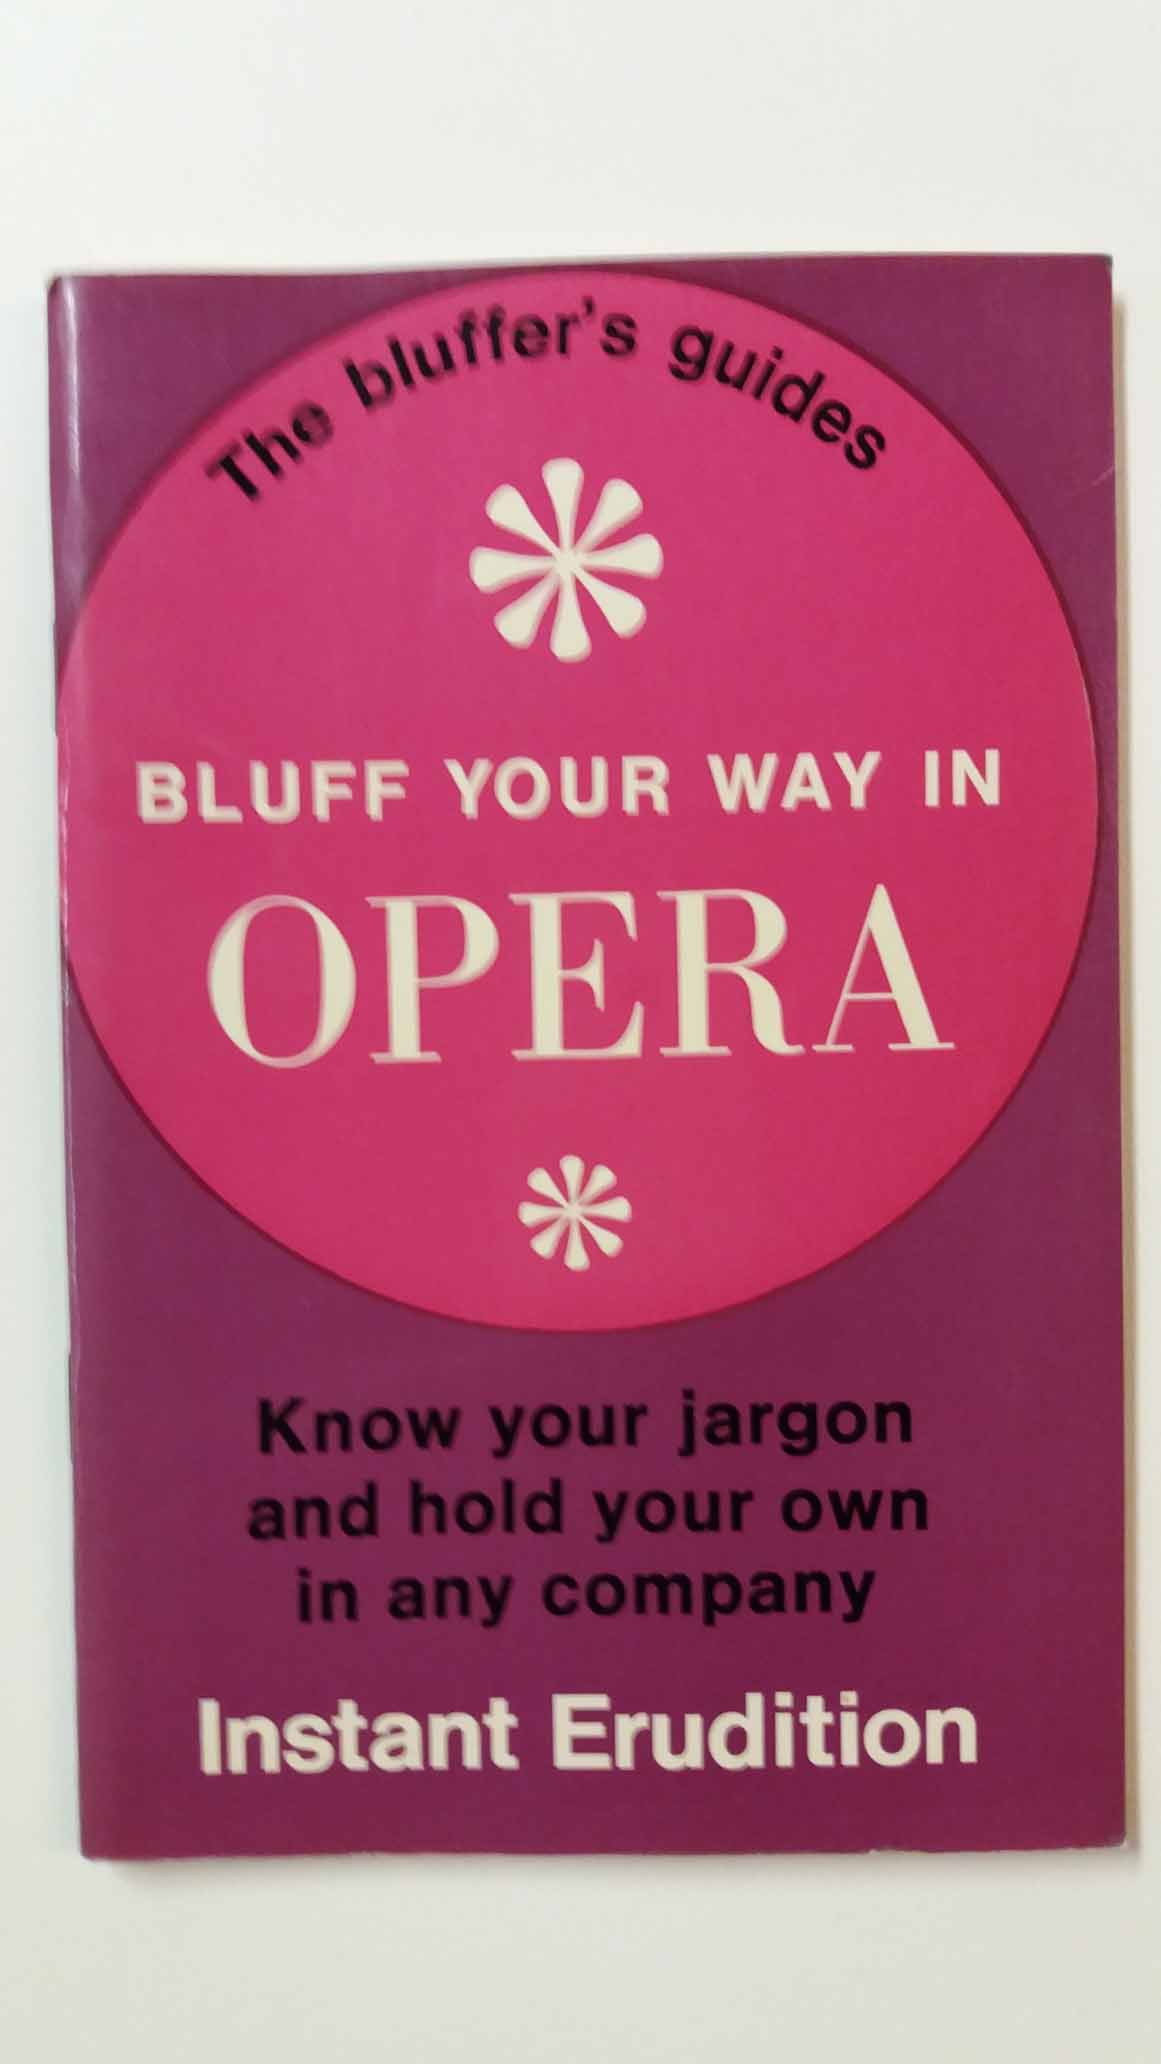 The bluffer's guides
BLUFF YOUR WAY IN
OPERA
Know your jargon
and hold your own
in any company
Instant Erudition